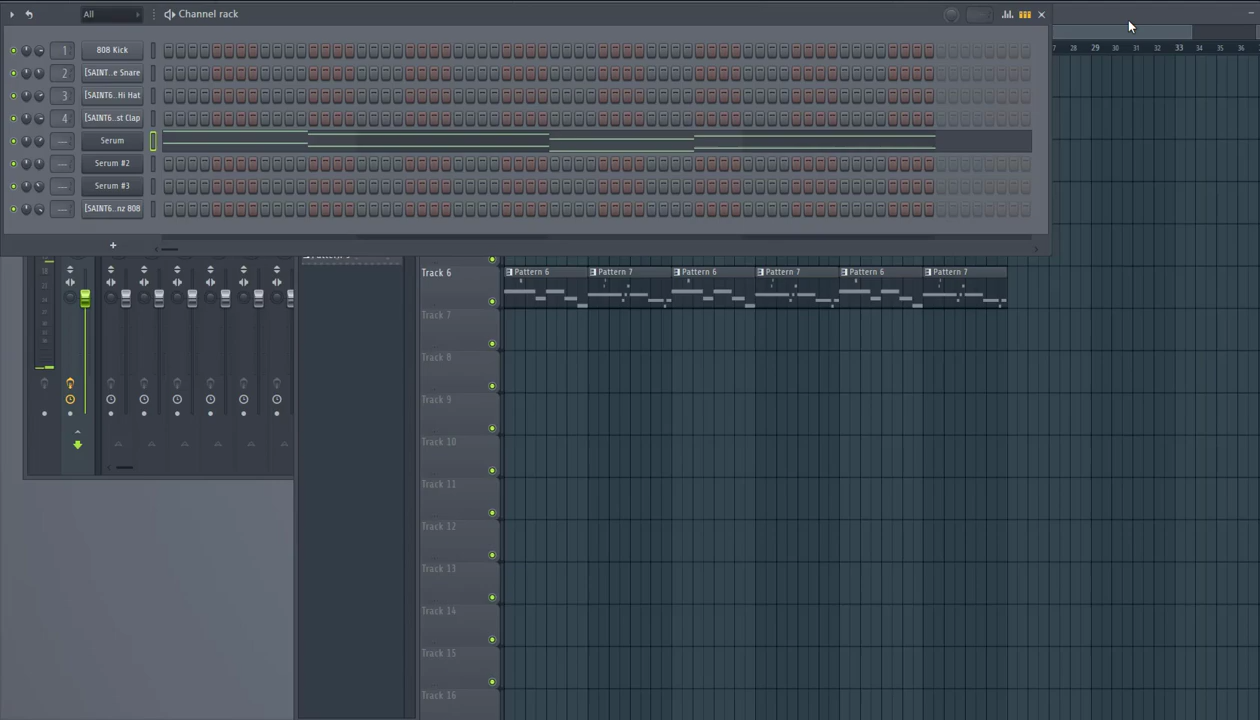 All
Channel rack
27 28 29 30 31 32 33 34 35 36
1 808 Kick
2 [SAINT..e Snare
3 [SAINT6...Hi Hat
4 [SAINT6...st Clap
Serum
Serum #2
Serum #3
[SAINT6...nz 808
+
Track 6 Pattern 6 Pattern 7 Pattern 6 Pattern 7 Pattern 6 Pattern 7
Track 7
Track 8
Track 9
Track 10
Track 11
Track 12
Track 13
Track 14
Track 15
Track 16